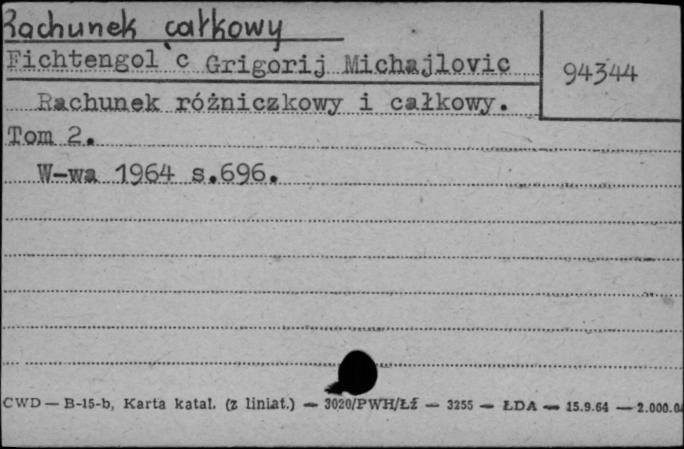 Rachunek całkowy
Fichtengol'c Grigorij Michajlovic
94344
Rachunek różniczkowy i całkowy.
Tom 2.
W-wa 1964 s.696.
CWD — B-15-b, Karta katal. (z liniat.) — 3020/PWH/Łź — 3255 — ŁDA — 15.9.64 — 2.000.0